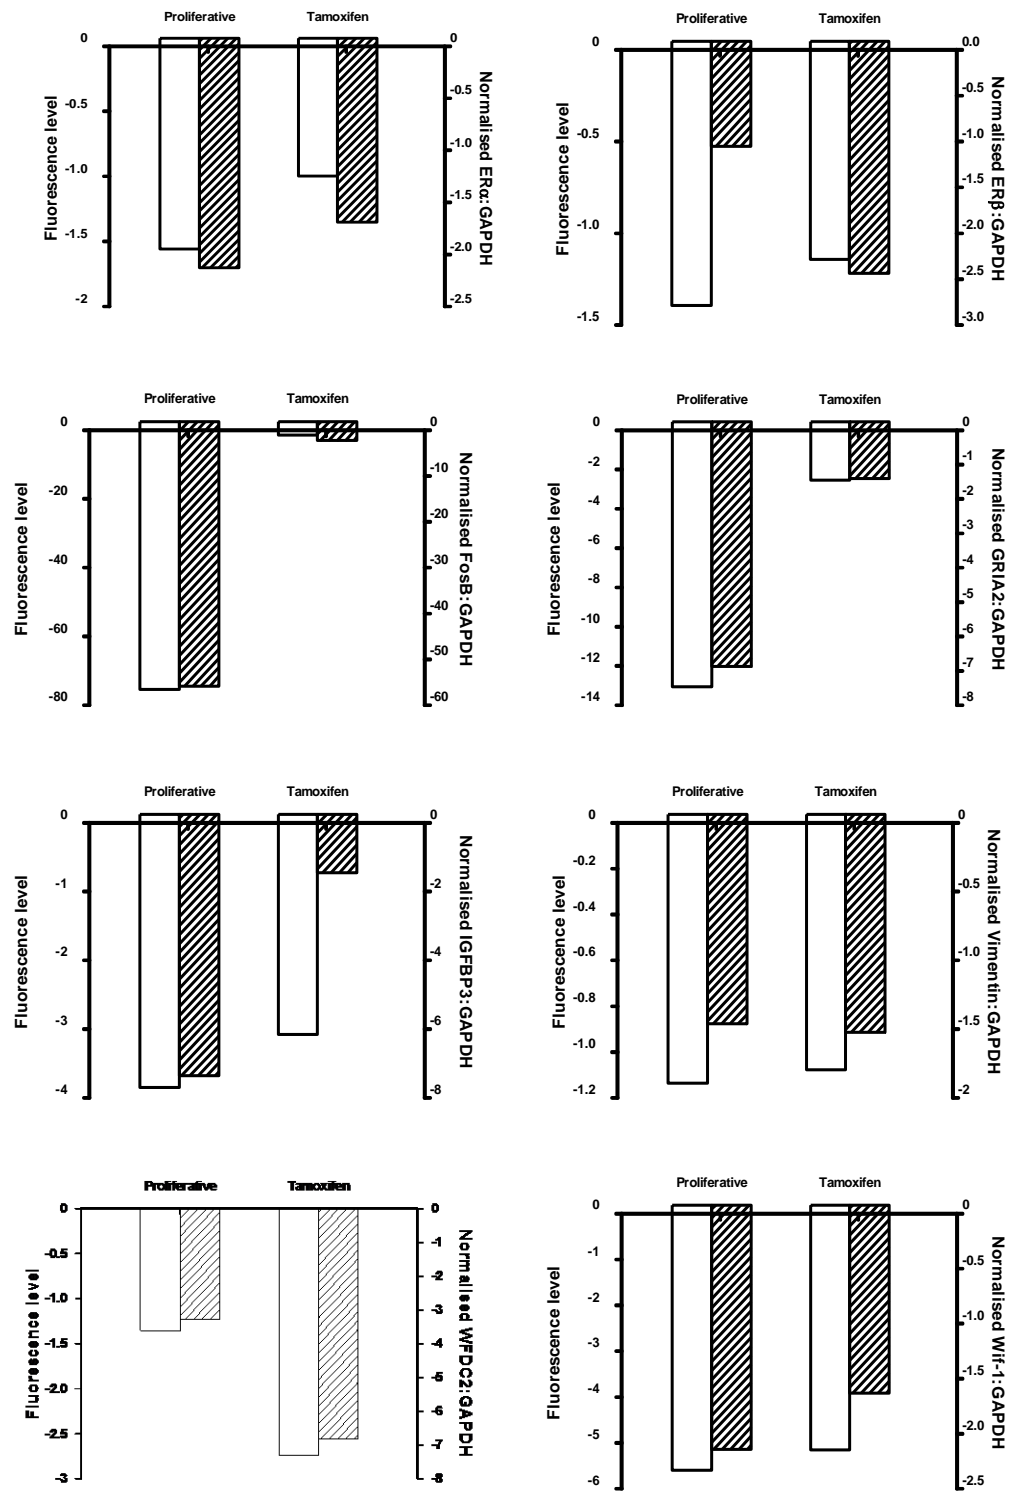 Proliferative Tamoxifen
0 0
-0.5 -0.5
-1.0 -1.0
-1.5 -1.5
-2.0
-2 -2.5
Fluorescence level
Normalised ERα:GAPDH
Proliferative Tamoxifen
0 0.0
-0.5
-0.5 -1.0
-1.5
-1.0 -2.0
-2.5
-1.5 -3.0
Fluorescence level
Normalised ERβ:GAPDH
Proliferative Tamoxifen
0 0
-10
-20 -20
-30
-40 -40
-60 -50
-80 -60
Fluorescence level
Normalised FosB:GAPDH
Proliferative Tamoxifen
0 0
-2 -1
-4 -2
-6 -3
-8 -4
-5
-10 -6
-12 -7
-14 -8
Fluorescence level
Normalised GRIA2:GAPDH
Proliferative Tamoxifen
0 0
-1 -2
-2 -4
-3 -6
-4 -8
Fluorescence level
Normalised IGFBP3:GAPDH
Proliferative Tamoxifen
0 0
-0.2
-0.4 -0.5
-0.6 -1.0
-0.8 -1.5
-1.0
-1.2 -2
Fluorescence level
Normalised Vimentin:GAPDH
Proliferative Tamoxifen
0 0
-0.5 -1
-1.0 -1
-1.5 -3
-2.0 -4
-5
-2.5 -6
-7
-3 -8
Fluorescence level
Normalised WFDC2:GAPDH
Proliferative Tamoxifen
0 0
-1 -0.5
-2 -1.0
-3 -1.5
-4 -2.0
-5
-6 -2.5
Fluorescence level
Normalised Wif-1:GAPDH